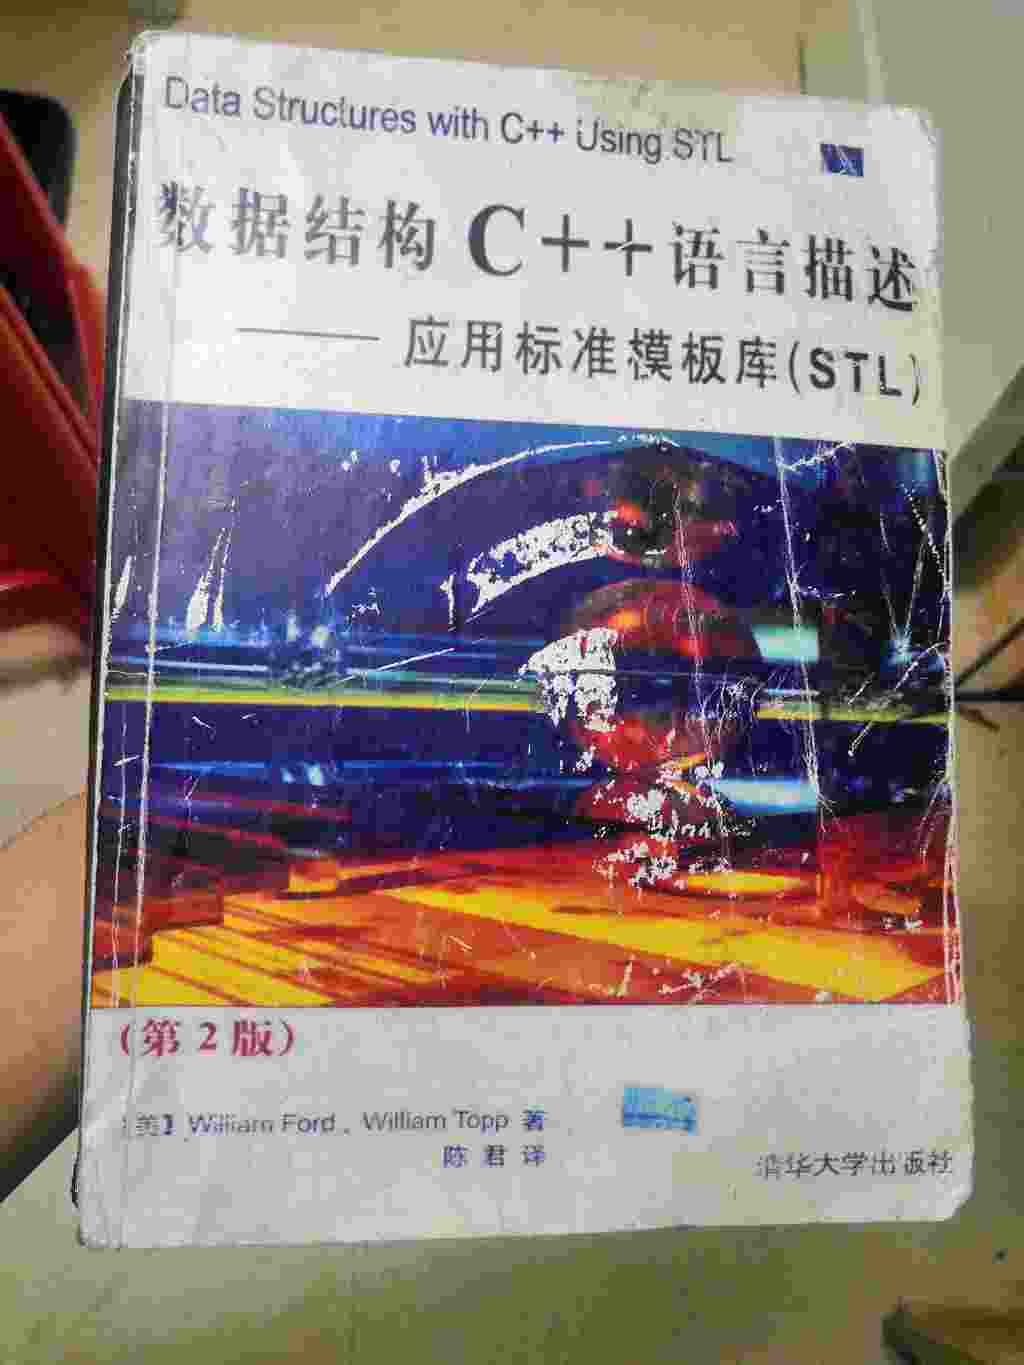 Data Structures with C++ Using STL
数据结构 C++语言描述
——应用标准模板库(STL)
(第2版)
【美】William Ford, William Topp 著
陈君 译
清华大学出版社